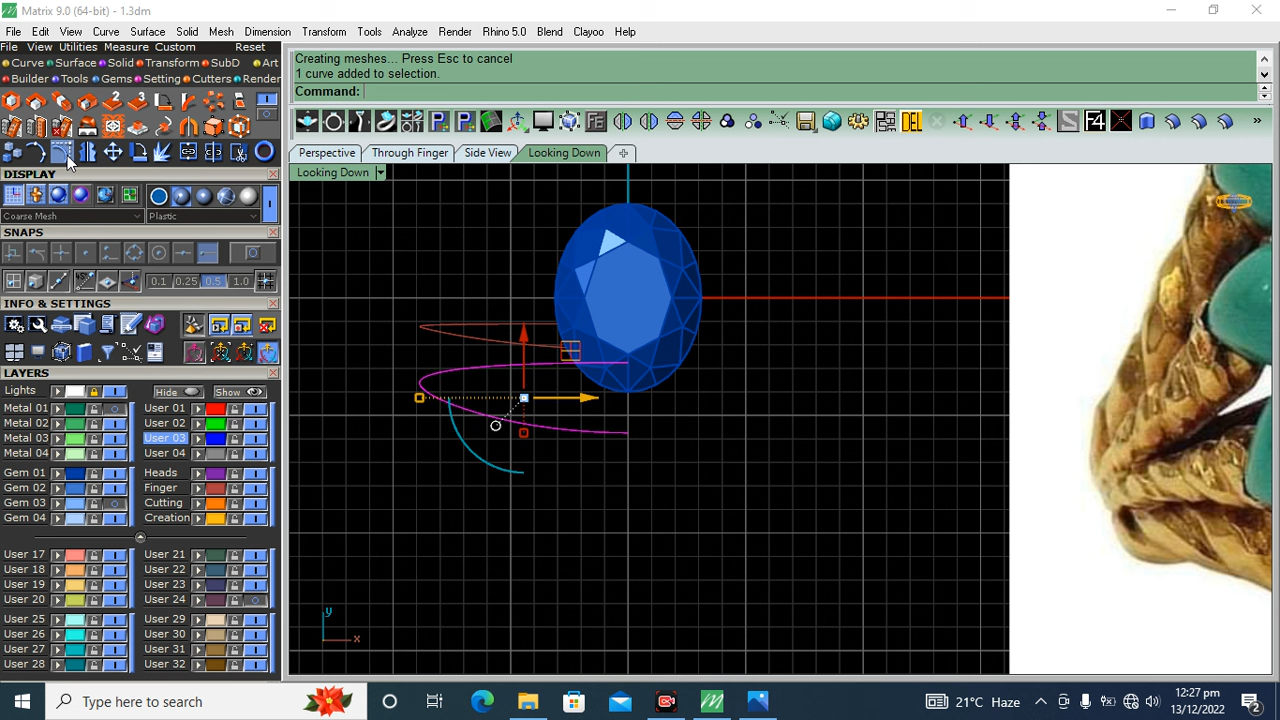 Matrix 9.0 (64-bit) - 1.3dm
File Edit View Curve Surface Solid Mesh Dimension Transform Tools Analyze Render Rhino 5.0 Blend Clayoo Help
File View Utilities Measure Custom Reset
Curve Surface Solid Transform SubD Art
Builder Tools Gems Setting Cutters Render
Creating meshes... Press Esc to cancel
1 curve added to selection.
Command:
Perspective Through Finger Side View Looking Down
Looking Down
DISPLAY
Coarse Mesh Plastic
SNAPS
0.1 0.25 0.5 1.0
INFO & SETTINGS
LAYERS
Lights Hide Show
Metal 01 User 01
Metal 02 User 02
Metal 03 User 03
Metal 04 User 04
Gem 01 Heads
Gem 02 Finger
Gem 03 Cutting
Gem 04 Creation
User 17 User 21
User 18 User 22
User 19 User 23
User 20 User 24
User 25 User 29
User 26 User 30
User 27 User 31
User 28 User 32
y
x
Type here to search
21°C Haze
12:27 pm
13/12/2022
2